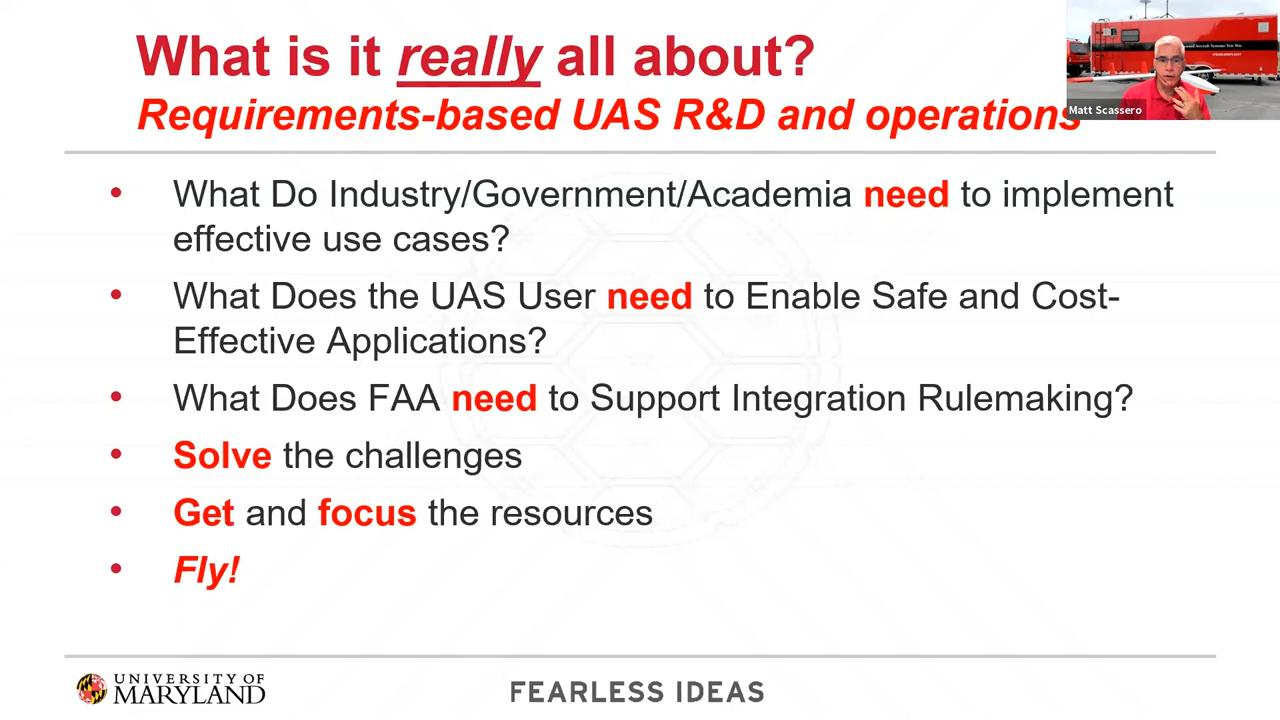 What is it really all about?
Requirements-based UAS R&D and operations
Matt Scassero
• What Do Industry/Government/Academia need to implement
effective use cases?
• What Does the UAS User need to Enable Safe and Cost-
Effective Applications?
• What Does FAA need to Support Integration Rulemaking?
• Solve the challenges
• Get and focus the resources
• Fly!
UNIVERSITY OF
MARYLAND
FEARLESS IDEAS